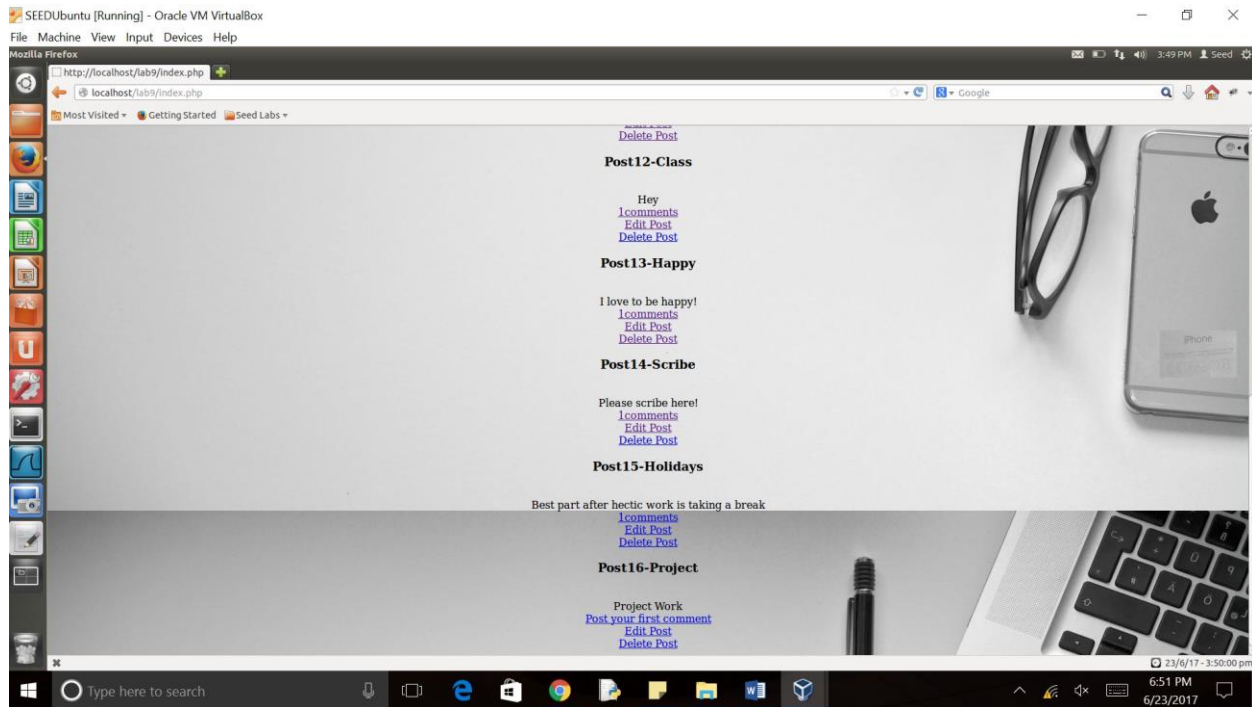 SEEDUbuntu [Running] - Oracle VM VirtualBox
File Machine View Input Devices Help
Mozilla Firefox
3:49 PM Seed
http://localhost/lab9/index.php
localhost/lab9/index.php
Google
Most Visited Getting Started Seed Labs
Delete Post
Post12-Class
Hey
1comments
Edit Post
Delete Post
Post13-Happy
I love to be happy!
1comments
Edit Post
Delete Post
Post14-Scribe
Please scribe here!
1comments
Edit Post
Delete Post
Post15-Holidays
Best part after hectic work is taking a break
1comments
Edit Post
Delete Post
Post16-Project
Project Work
Post your first comment
Edit Post
Delete Post
iPhone
23/6/17 - 3:50:00 pm
Type here to search
6:51 PM
6/23/2017